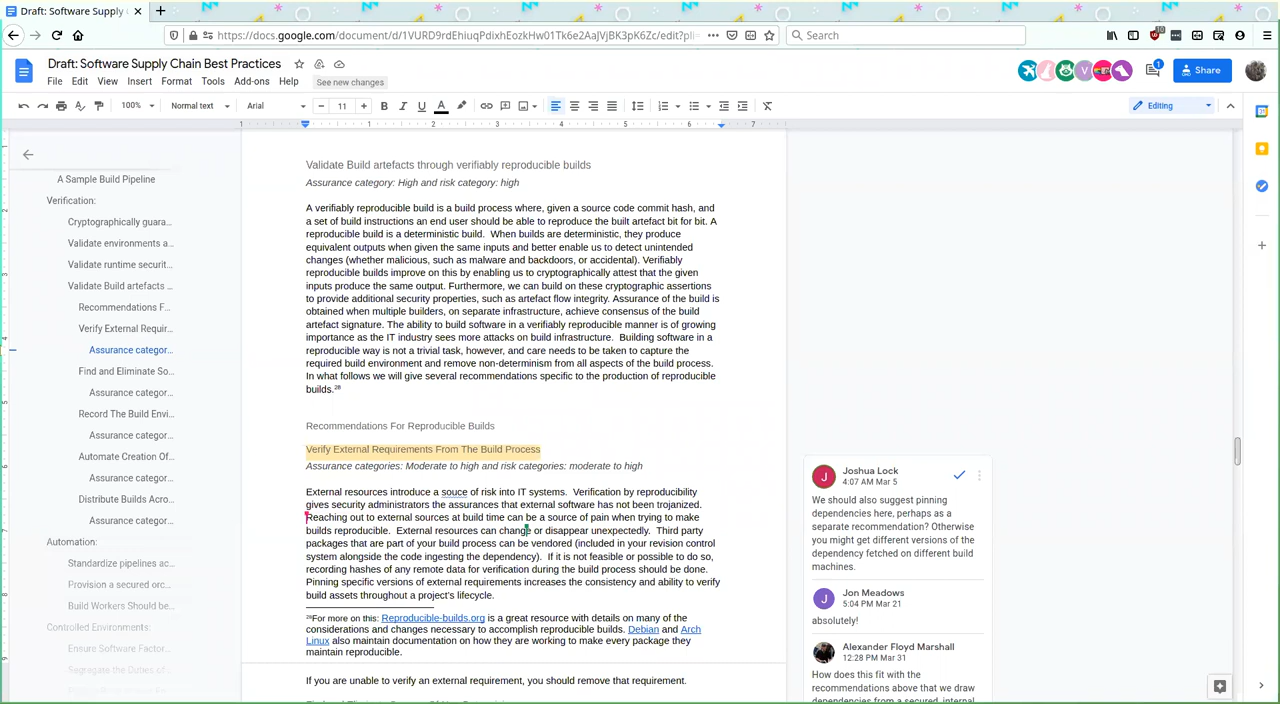 Draft: Software Supply
https://docs.google.com/document/d/1VURD9rdEhiuqPdixhEozkHw01Tk6e2AaJVjBK3pK6Zc/edit?pli=
Search
Draft: Software Supply Chain Best Practices
File Edit View Insert Format Tools Add-ons Help See new changes
V
1
Share
100% Normal text Arial 11 B I U A Editing
1 1 2 3 4 5 6 7
A Sample Build Pipeline
Verification:
Cryptographically guara...
Validate environments a...
Validate runtime securit...
Validate Build artefacts ...
Recommendations F...
Verify External Requir...
Assurance categor...
Find and Eliminate So...
Assurance categor...
Record The Build Envi...
Assurance categor...
Automate Creation Of...
Assurance categor...
Distribute Builds Acro...
Assurance categor...
Automation:
Standardize pipelines ac...
Provision a secured orc...
Build Workers Should be...
Controlled Environments:
Ensure Software Factor...
Segragate the Duties of...
Validate Build artefacts through verifiably reproducible builds
Assurance category: High and risk category: high
A verifiably reproducible build is a build process where, given a source code commit hash, and
a set of build instructions an end user should be able to reproduce the built artefact bit for bit. A
reproducible build is a deterministic build. When builds are deterministic, they produce
equivalent outputs when given the same inputs and better enable us to detect unintended
changes (whether malicious, such as malware and backdoors, or accidental). Verifiably
reproducible builds improve on this by enabling us to cryptographically attest that the given
inputs produce the same output. Furthermore, we can build on these cryptographic assertions
to provide additional security properties, such as artefact flow integrity. Assurance of the build is
obtained when multiple builders, on separate infrastructure, achieve consensus of the build
artefact signature. The ability to build software in a verifiably reproducible manner is of growing
importance as the IT industry sees more attacks on build infrastructure. Building software in a
reproducible way is not a trivial task, however, and care needs to be taken to capture the
required build environment and remove non-determinism from all aspects of the build process.
In what follows we will give several recommendations specific to the production of reproducible
builds.²⁸
Recommendations For Reproducible Builds
Verify External Requirements From The Build Process
Assurance categories: Moderate to high and risk categories: moderate to high
External resources introduce a souce of risk into IT systems. Verification by reproducibility
gives security administrators the assurances that external software has not been trojanized.
Reaching out to external sources at build time can be a source of pain when trying to make
builds reproducible. External resources can change or disappear unexpectedly. Third party
packages that are part of your build process can be vendored (included in your revision control
system alongside the code ingesting the dependency). If it is not feasible or possible to do so,
recording hashes of any remote data for verification during the build process should be done.
Pinning specific versions of external requirements increases the consistency and ability to verify
build assets throughout a project's lifecycle.
²⁸For more on this: Reproducible-builds.org is a great resource with details on many of the
considerations and changes necessary to accomplish reproducible builds. Debian and Arch
Linux also maintain documentation on how they are working to make every package they
maintain reproducible.
If you are unable to verify an external requirement, you should remove that requirement.
J
Joshua Lock
4:07 AM Mar 5
We should also suggest pinning
dependencies here, perhaps as a
separate recommendation? Otherwise
you might get different versions of the
dependency fetched on different build
machines.
J
Jon Meadows
5:04 PM Mar 21
absolutely!
Alexander Floyd Marshall
12:28 PM Mar 31
How does this fit with the
recommendations above that we draw
dependencies from a secured, internal